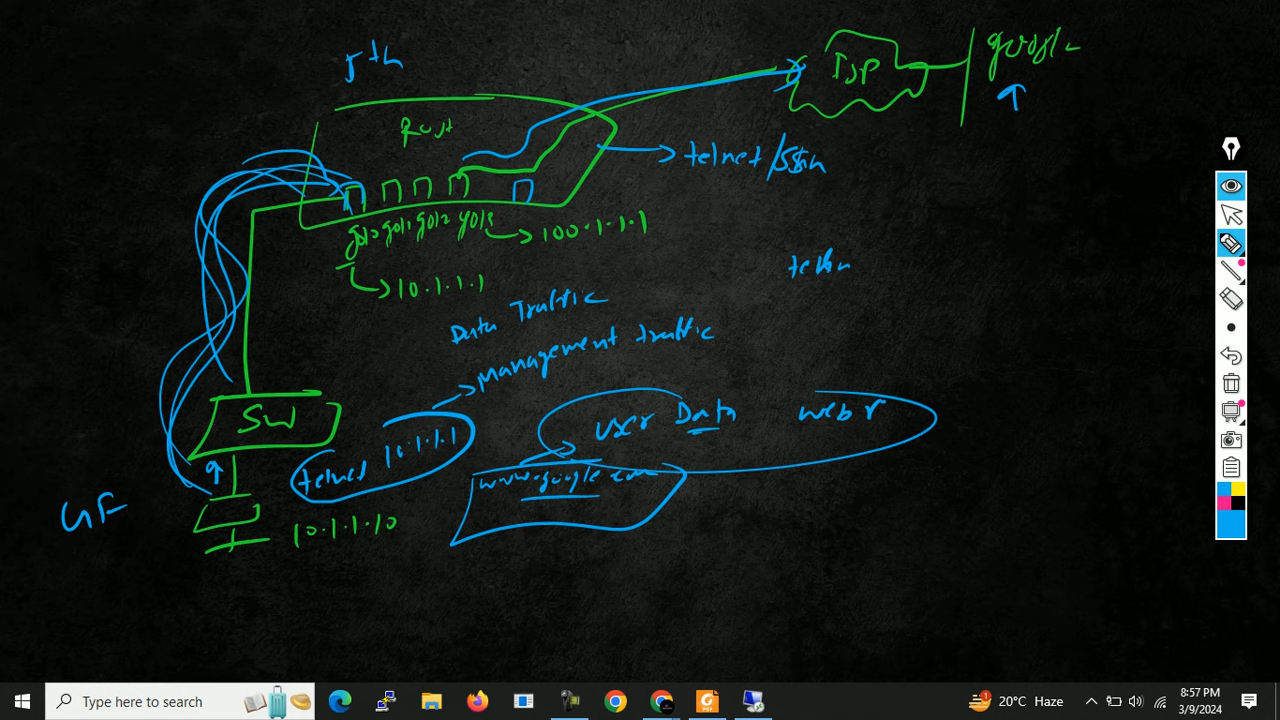 5th
ISP
google
Rout
telnet/SSh
g0/0 g0/1 g0/2 g0/3
100.1.1.1
10.1.1.1
Data Traffic
Management traffic
SW
telnet 10.1.1.1
User Data
web r
www.google.com
GF
10.1.1.10
Type here to search
20°C Haze
8:57 PM
3/9/2024